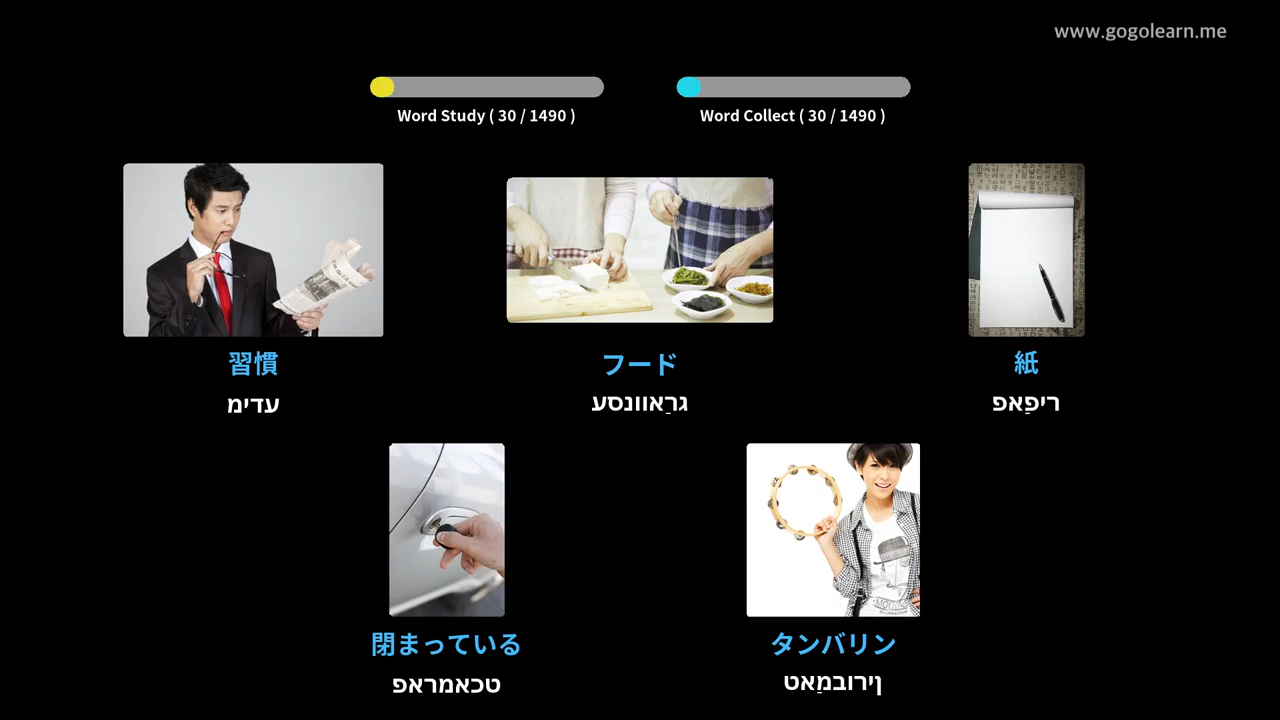 www.gogolearn.me
Word Study ( 30 / 1490 )
Word Collect ( 30 / 1490 )
習慣
עדימ
フード
גרַאוונסע
紙
ריפַאפ
閉まっている
טכאמראפ
タンバリン
ןירובמַאט